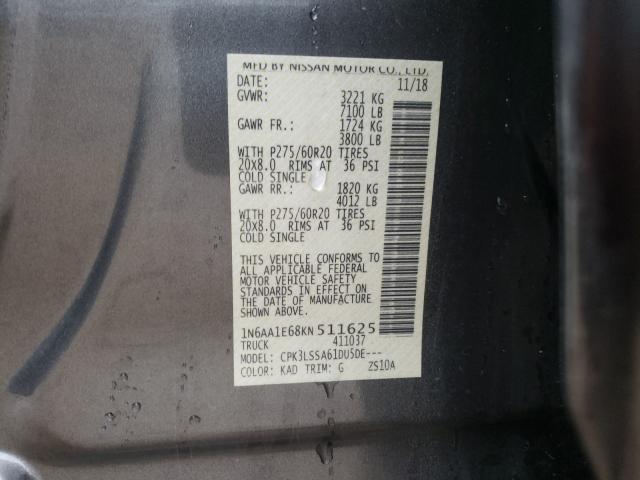 MFD BY NISSAN MOTOR CO., LTD.
DATE: 11/18
GVWR: 3221 KG
7100 LB
GAWR FR.: 1724 KG
3800 LB
WITH P275/60R20 TIRES
20X8.0 RIMS AT 36 PSI
COLD SINGLE
GAWR RR.: 1820 KG
4012 LB
WITH P275/60R20 TIRES
20X8.0 RIMS AT 36 PSI
COLD SINGLE
THIS VEHICLE CONFORMS TO
ALL APPLICABLE FEDERAL
MOTOR VEHICLE SAFETY
STANDARDS IN EFFECT ON
THE DATE OF MANUFACTURE
SHOWN ABOVE.
1N6AA1E68KN511625
TRUCK 411037
MODEL: CPK3LSSA61DU5DE---
COLOR: KAD TRIM: G ZS10A